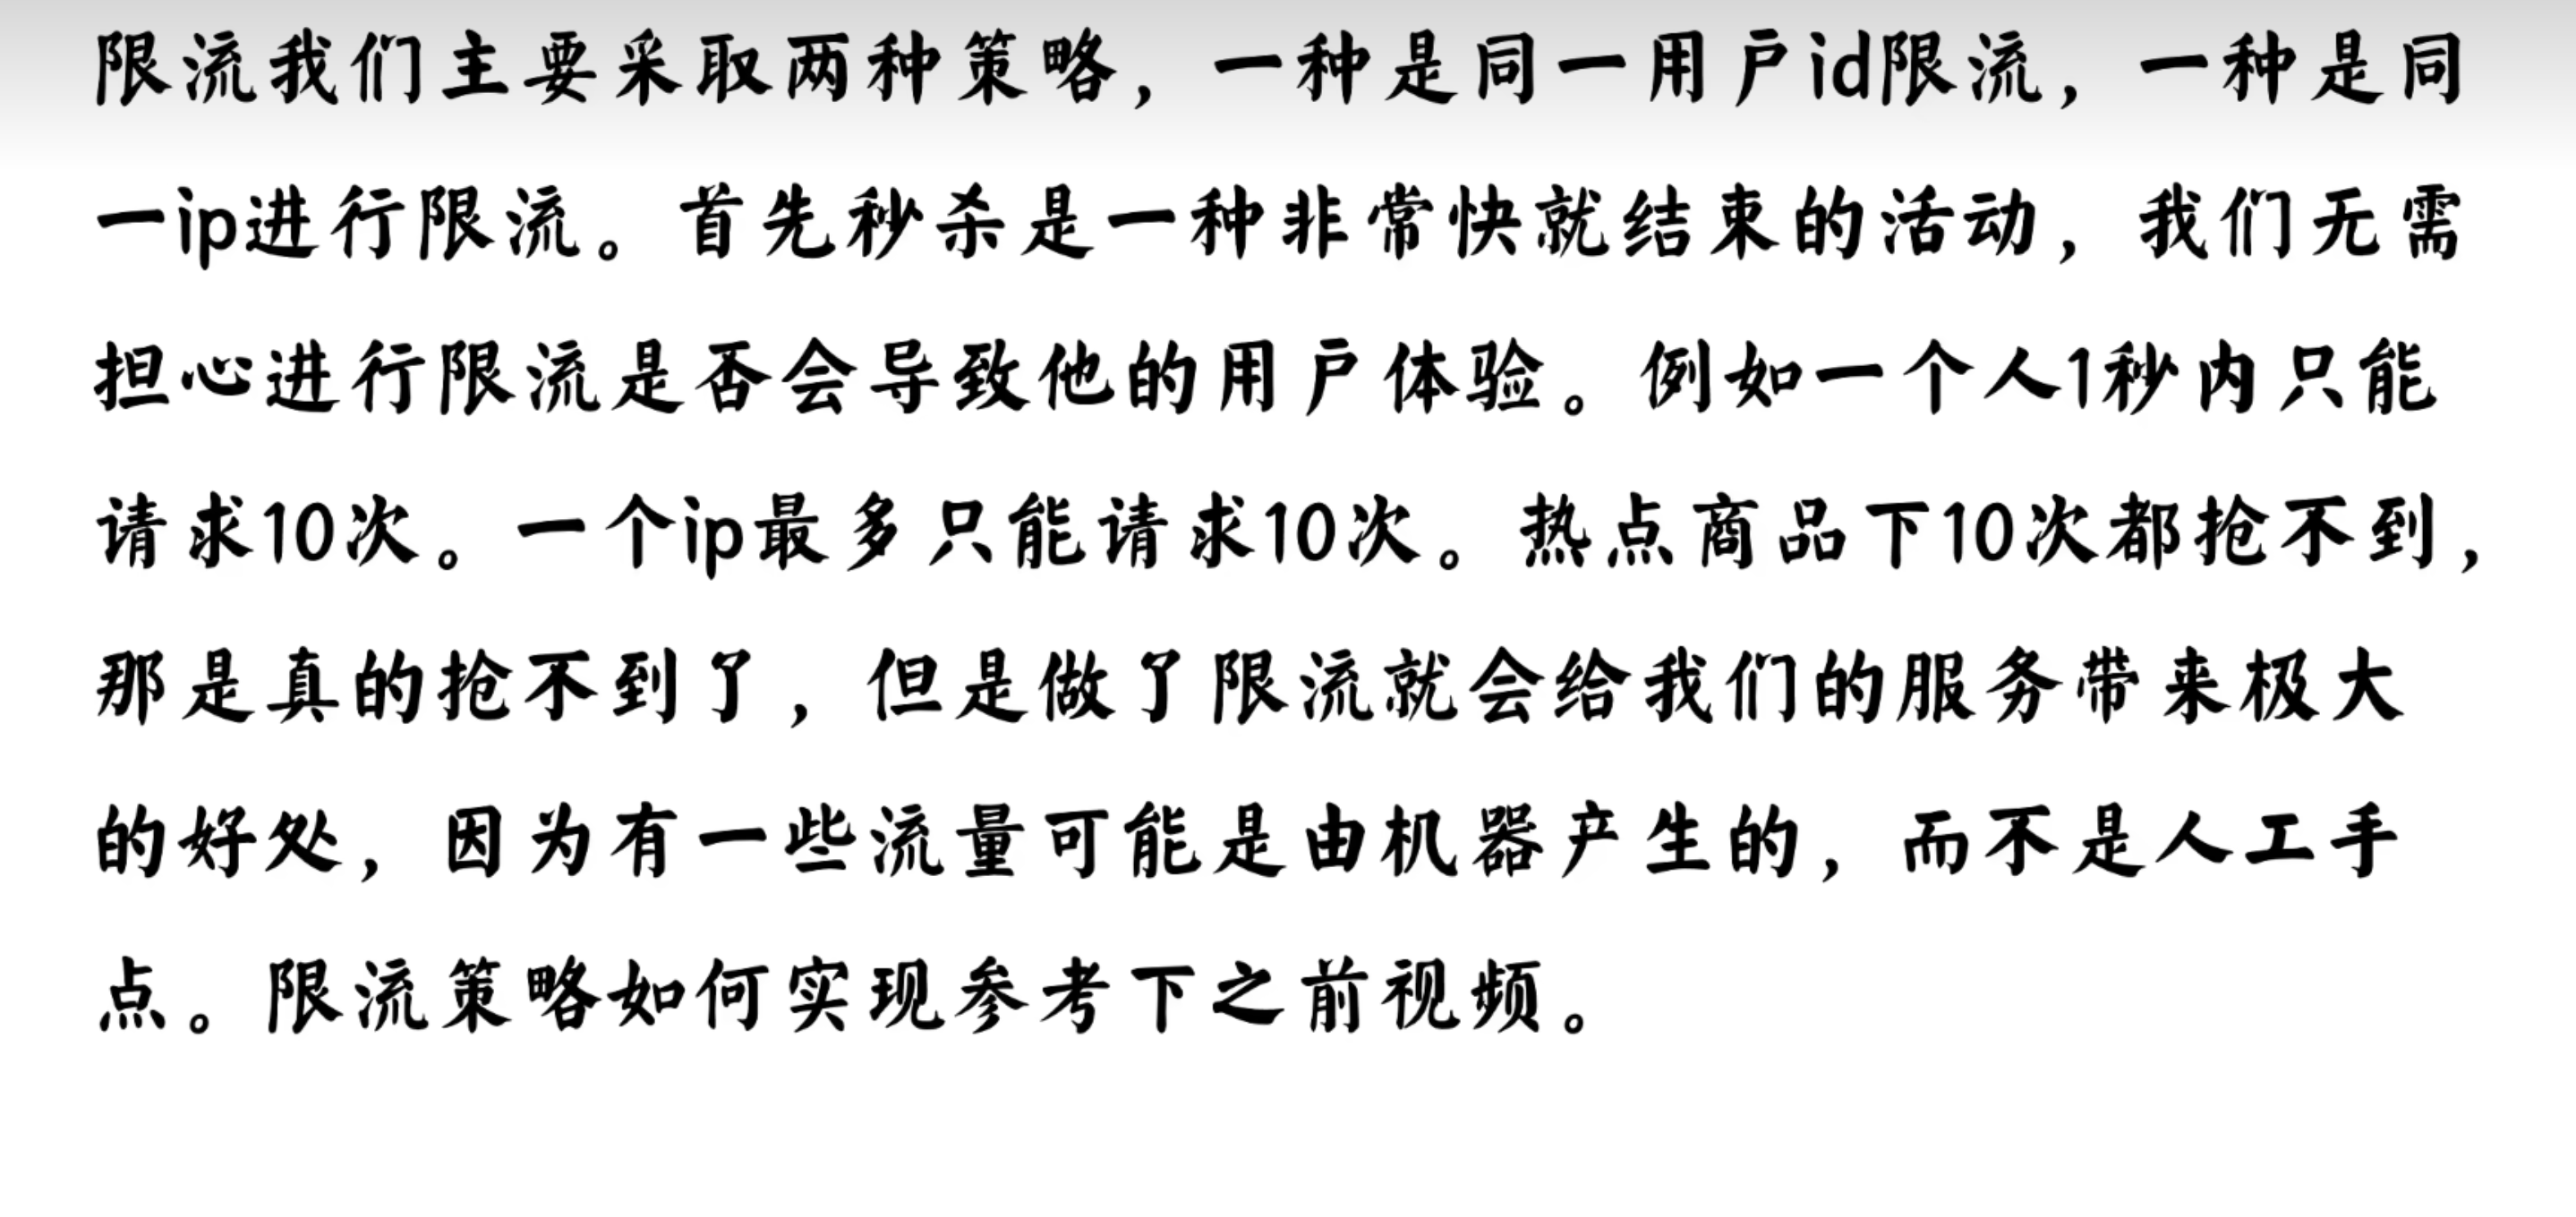 限流我们主要采取两种策略，一种是同一用户id限流，一种是同
一ip进行限流。首先秒杀是一种非常快就结束的活动，我们无需
担心进行限流是否会导致他的用户体验。例如一个人1秒内只能
请求10次。一个ip最多只能请求10次。热点商品下10次都抢不到，
那是真的抢不到了，但是做了限流就会给我们的服务带来极大
的好处，因为有一些流量可能是由机器产生的，而不是人工手
点。限流策略如何实现参考下之前视频。